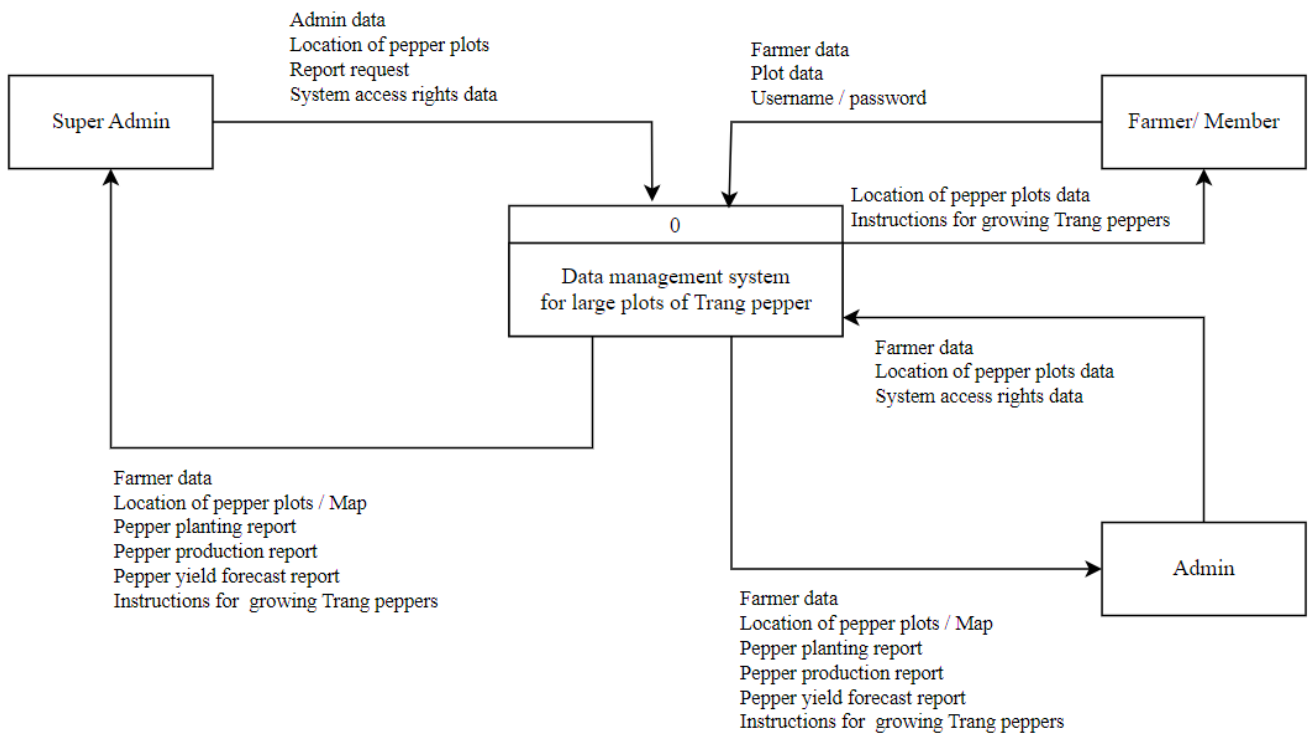 Admin data
Location of pepper plots
Report request
System access rights data
Farmer data
Plot data
Username / password
Super Admin
Farmer/ Member
Location of pepper plots data
Instructions for growing Trang peppers
0
Data management system
for large plots of Trang pepper
Farmer data
Location of pepper plots data
System access rights data
Farmer data
Location of pepper plots / Map
Pepper planting report
Pepper production report
Pepper yield forecast report
Instructions for growing Trang peppers
Admin
Farmer data
Location of pepper plots / Map
Pepper planting report
Pepper production report
Pepper yield forecast report
Instructions for growing Trang peppers